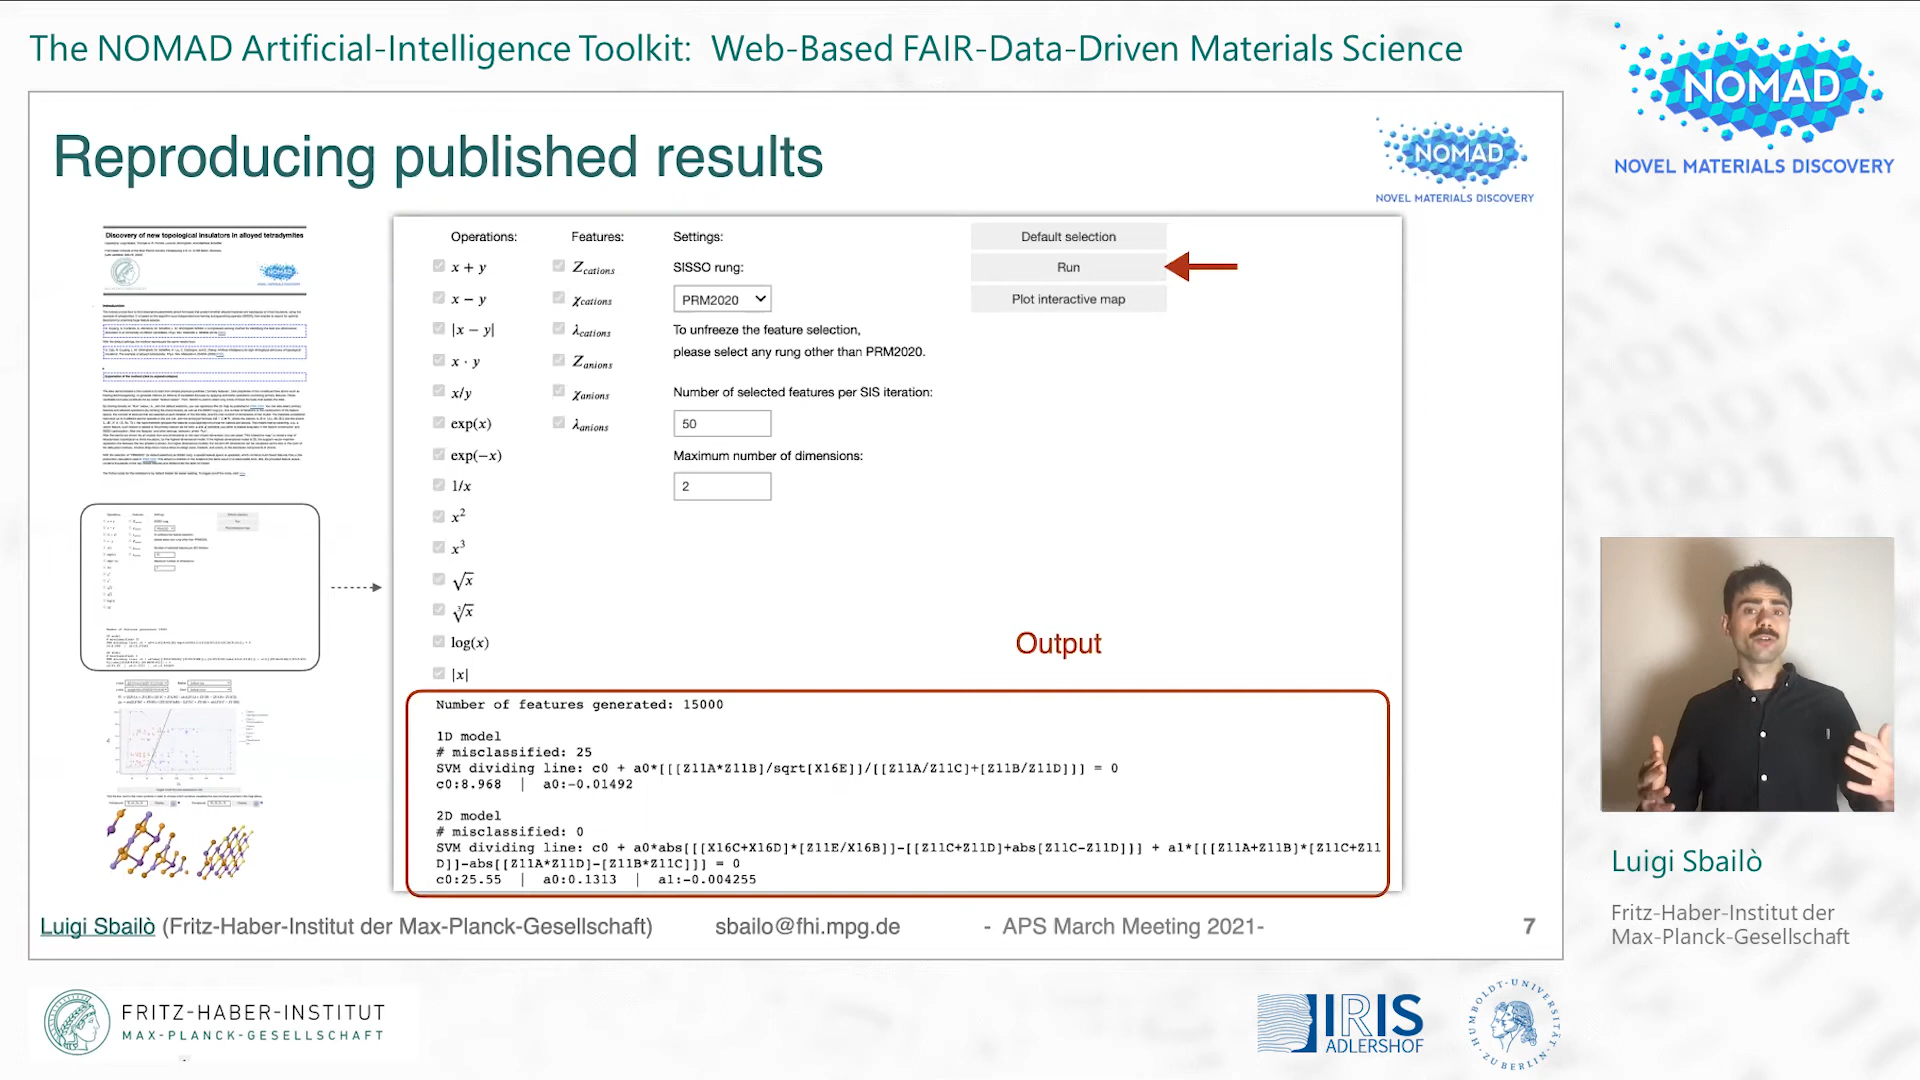 The NOMAD Artificial-Intelligence Toolkit: Web-Based FAIR-Data-Driven Materials Science
NOMAD
NOVEL MATERIALS DISCOVERY
Reproducing published results
NOMAD
NOVEL MATERIALS DISCOVERY
Discovery of new topological insulators in alloyed tetradymites
Introduction
Operations:
x + y
x − y
|x − y|
x · y
x/y
exp(x)
exp(−x)
1/x
x²
x³
√x
∛x
log(x)
|x|
Features:
Z_cations
χ_cations
λ_cations
Z_anions
χ_anions
λ_anions
Settings:
SISSO rung:
PRM2020
To unfreeze the feature selection,
please select any rung other than PRM2020.
Number of selected features per SIS iteration:
50
Maximum number of dimensions:
2
Default selection
Run
Plot interactive map
Output
Number of features generated: 15000
1D model
# misclassified: 25
SVM dividing line: c0 + a0*[[[Z11A*Z11B]/sqrt[X16E]]/[[Z11A/Z11C]+[Z11B/Z11D]]] = 0
c0:8.968 | a0:-0.01492
2D model
# misclassified: 0
SVM dividing line: c0 + a0*abs[[[X16C+X16D]*[Z11E/X16B]]-[[Z11C+Z11D]+abs[Z11C-Z11D]]] + a1*[[[Z11A+Z11B]*[Z11C+Z11
D]]-abs[[Z11A*Z11D]-[Z11B*Z11C]]] = 0
c0:25.55 | a0:0.1313 | a1:-0.004255
Luigi Sbailò (Fritz-Haber-Institut der Max-Planck-Gesellschaft) sbailo@fhi.mpg.de - APS March Meeting 2021- 7
Luigi Sbailò
Fritz-Haber-Institut der
Max-Planck-Gesellschaft
FRITZ-HABER-INSTITUT
MAX-PLANCK-GESELLSCHAFT
IRIS
ADLERSHOF
HUMBOLDT-UNIVERSITÄT
ZU BERLIN